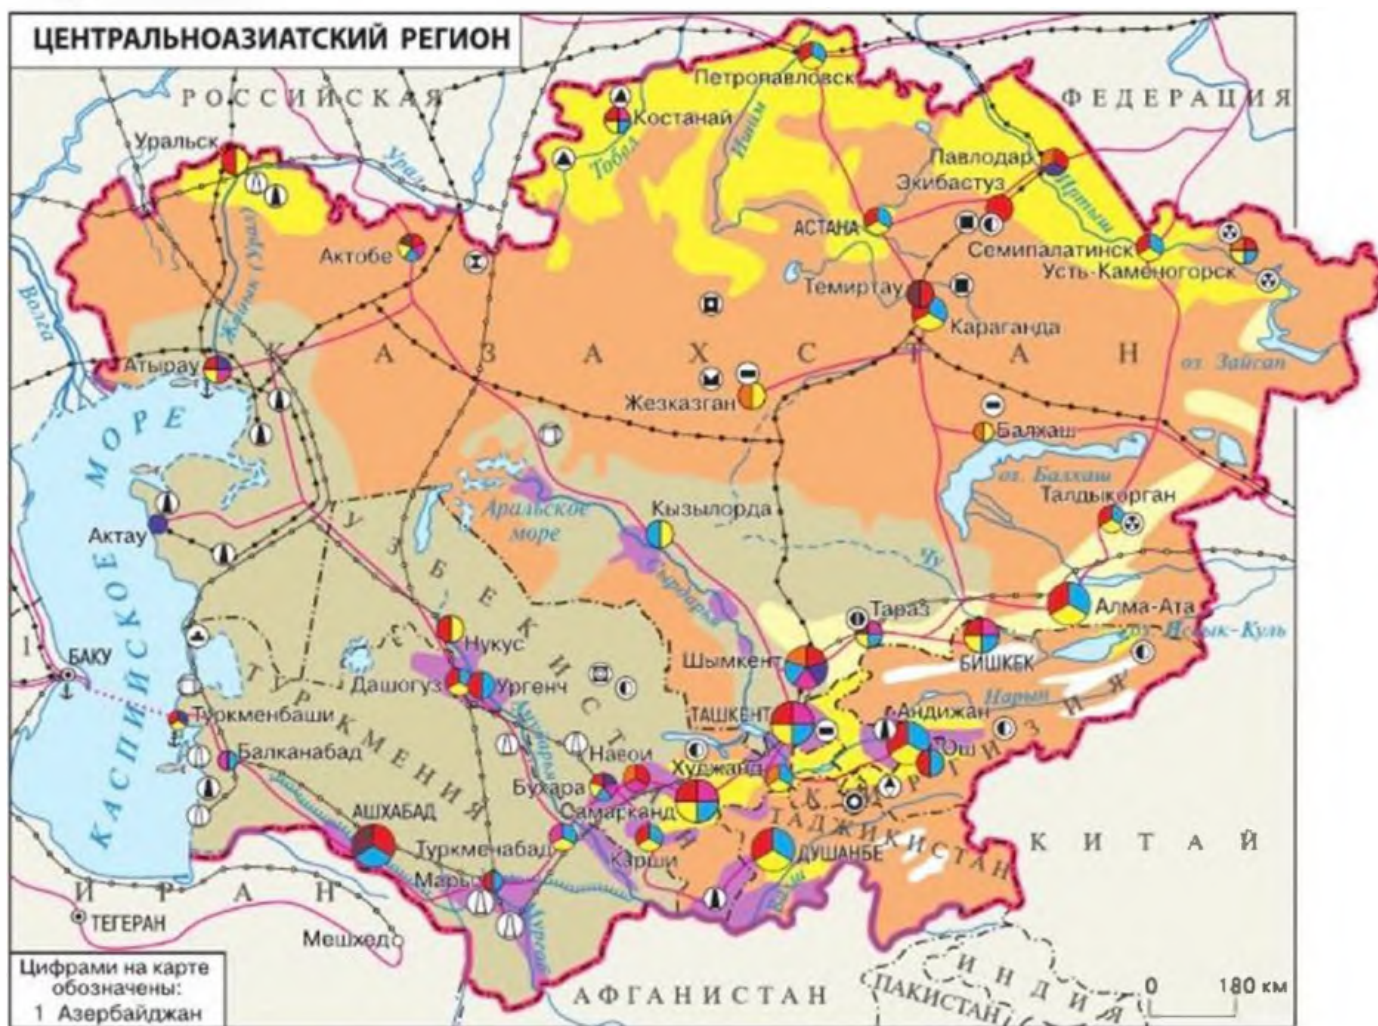 ЦЕНТРАЛЬНОАЗИАТСКИЙ РЕГИОН
РОССИЙСКАЯ
ФЕДЕРАЦИЯ
Петропавловск
Костанай
Тобол
Ишим
Уральск
Урал
Павлодар
Экибастуз
Иртыш
АСТАНА
Семипалатинск
Усть-Каменогорск
Актобе
Жайык (Урал)
Волга
Темиртау
Караганда
КАЗАХСТАН
оз. Зайсан
Атырау
Жезказган
Балхаш
оз. Балхаш
КАСПИЙСКОЕ МОРЕ
Талдыкорган
Аральское
море
Кызылорда
Актау
Сырдарья
Чу
УЗБЕКИСТАН
Тараз
Алма-Ата
оз. Иссык-Куль
Нукус
БИШКЕК
Шымкент
1
БАКУ
Дашогуз
Ургенч
Нарын
ТУРКМЕНИЯ
Туркменбаши
ТАШКЕНТ
Андижан
Ош
КИРГИЗИЯ
Амударья
Балканабад
Навои
Худжанд
Бухара
Самарканд
АШХАБАД
ТАДЖИКИСТАН
КИТАЙ
Туркменабад
Карши
ДУШАНБЕ
Мары
Вахш
ИРАН
Мургаб
ТЕГЕРАН
Мешхед
ИНДИЯ
ПАКИСТАН
АФГАНИСТАН
0 180 км
Цифрами на карте
обозначены:
1 Азербайджан